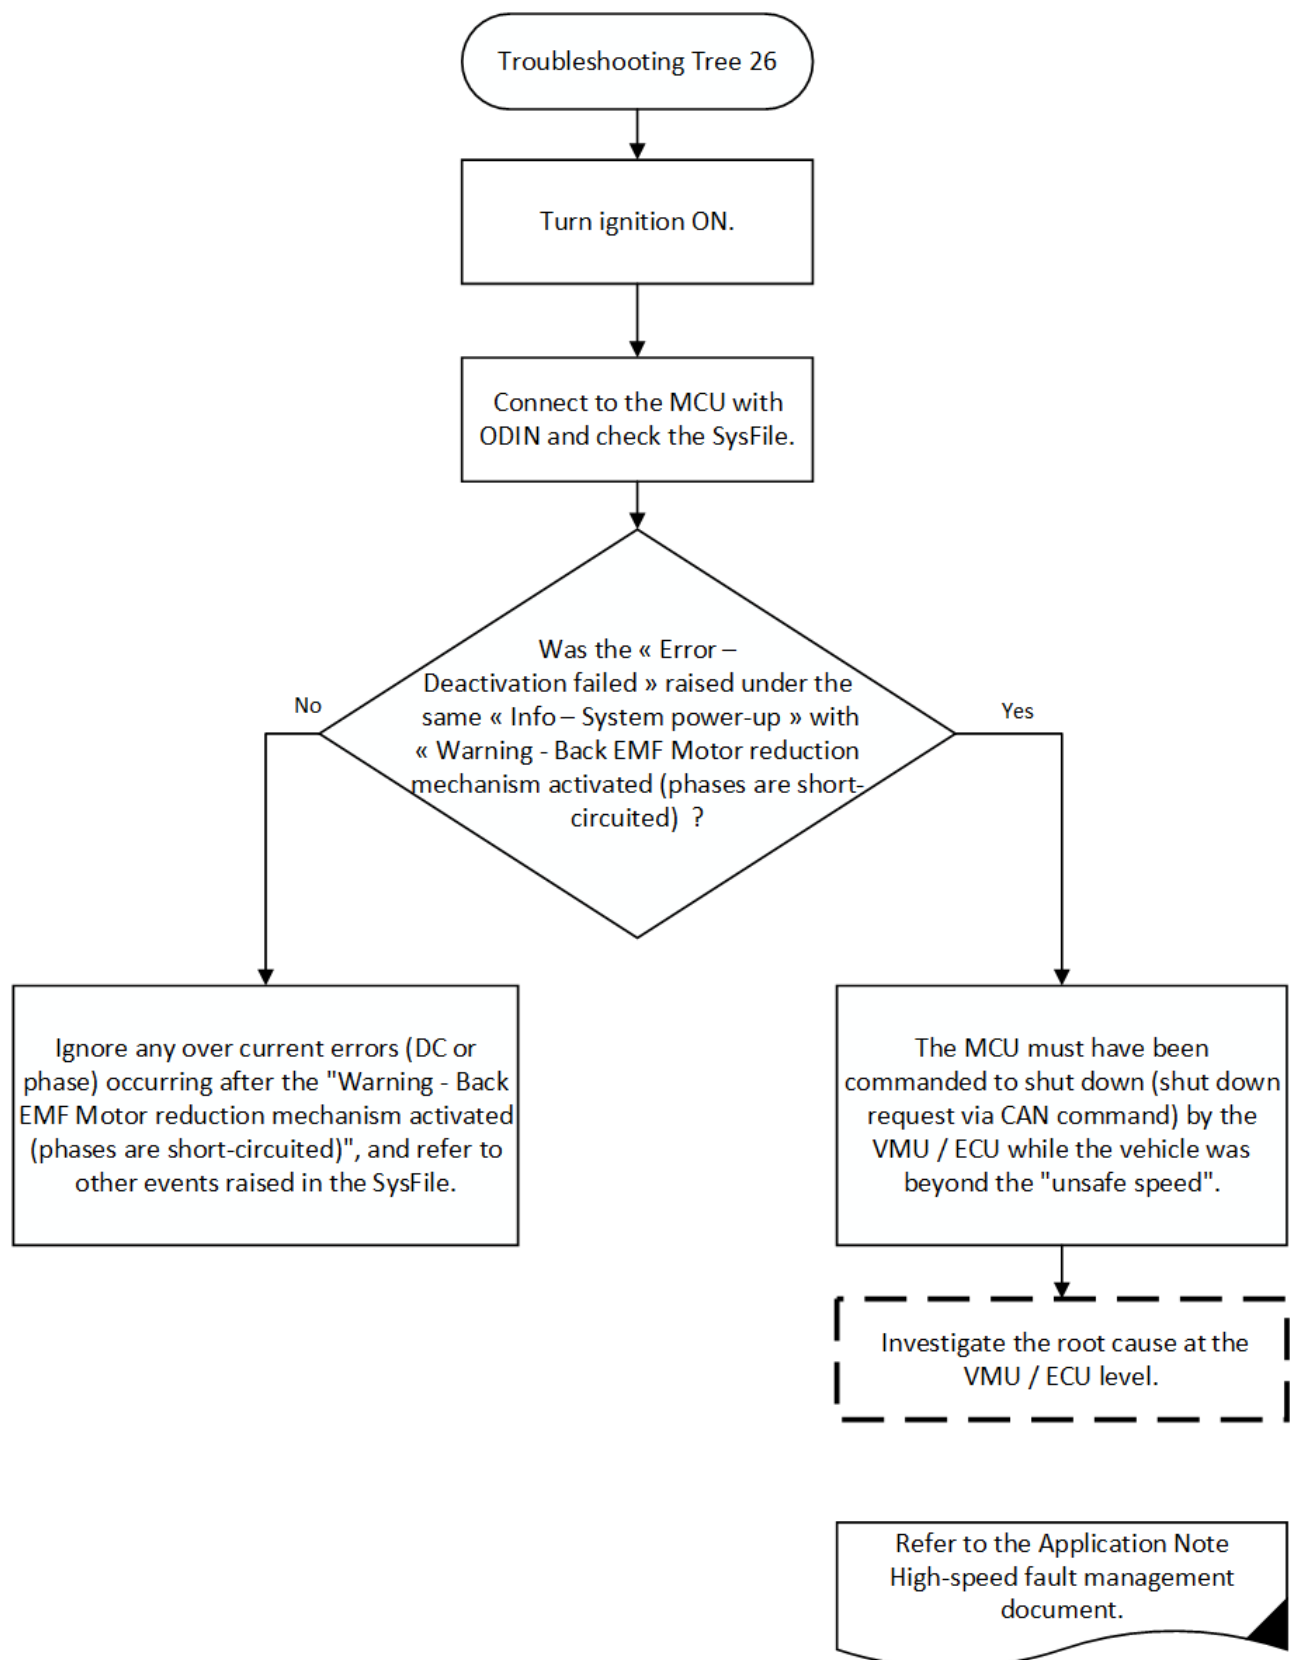 Troubleshooting Tree 26
Turn ignition ON.
Connect to the MCU with
ODIN and check the SysFile.
Was the « Error –
Deactivation failed » raised under the
same « Info – System power-up » with
« Warning - Back EMF Motor reduction
mechanism activated (phases are short-
circuited)  ?
No
Yes
Ignore any over current errors (DC or
phase) occurring after the "Warning - Back
EMF Motor reduction mechanism activated
(phases are short-circuited)", and refer to
other events raised in the SysFile.
The MCU must have been
commanded to shut down (shut down
request via CAN command) by the
VMU / ECU while the vehicle was
beyond the "unsafe speed".
Investigate the root cause at the
VMU / ECU level.
Refer to the Application Note
High-speed fault management
document.